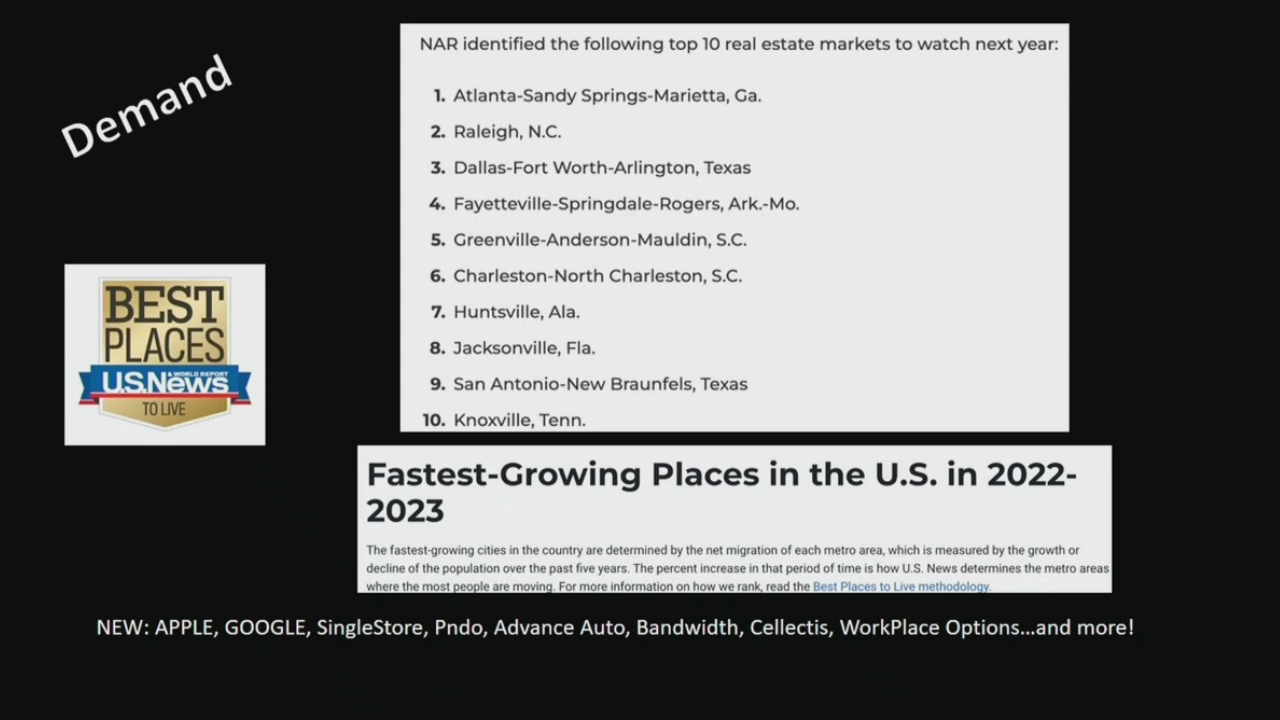 Demand
NAR identified the following top 10 real estate markets to watch next year:
1. Atlanta-Sandy Springs-Marietta, Ga.
2. Raleigh, N.C.
3. Dallas-Fort Worth-Arlington, Texas
4. Fayetteville-Springdale-Rogers, Ark.-Mo.
5. Greenville-Anderson-Mauldin, S.C.
6. Charleston-North Charleston, S.C.
7. Huntsville, Ala.
8. Jacksonville, Fla.
9. San Antonio-New Braunfels, Texas
10. Knoxville, Tenn.
BEST
PLACES
U.S.News
& WORLD REPORT
TO LIVE
Fastest-Growing Places in the U.S. in 2022-
2023
The fastest-growing cities in the country are determined by the net migration of each metro area, which is measured by the growth or
decline of the population over the past five years. The percent increase in that period of time is how U.S. News determines the metro areas
where the most people are moving. For more information on how we rank, read the Best Places to Live methodology.
NEW: APPLE, GOOGLE, SingleStore, Pndo, Advance Auto, Bandwidth, Cellectis, WorkPlace Options...and more!